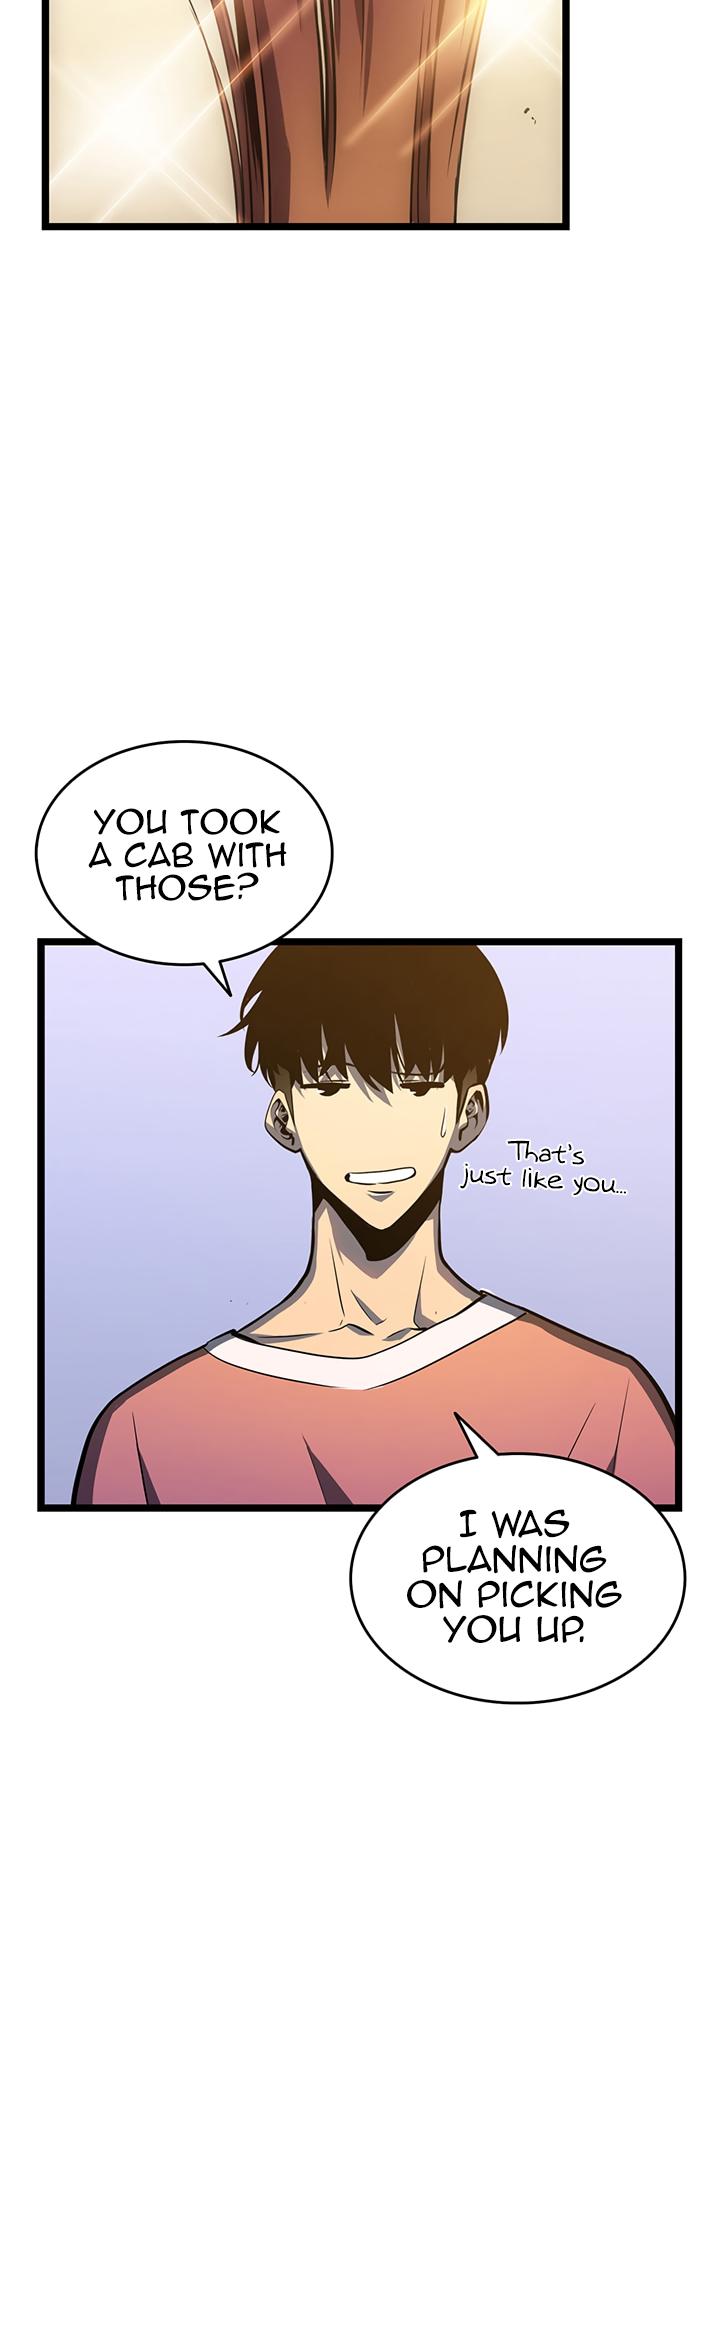 YOU TOOK
A CAB WITH
THOSE?
That's
just like you...
I WAS
PLANNING
ON PICKING
YOU UP.